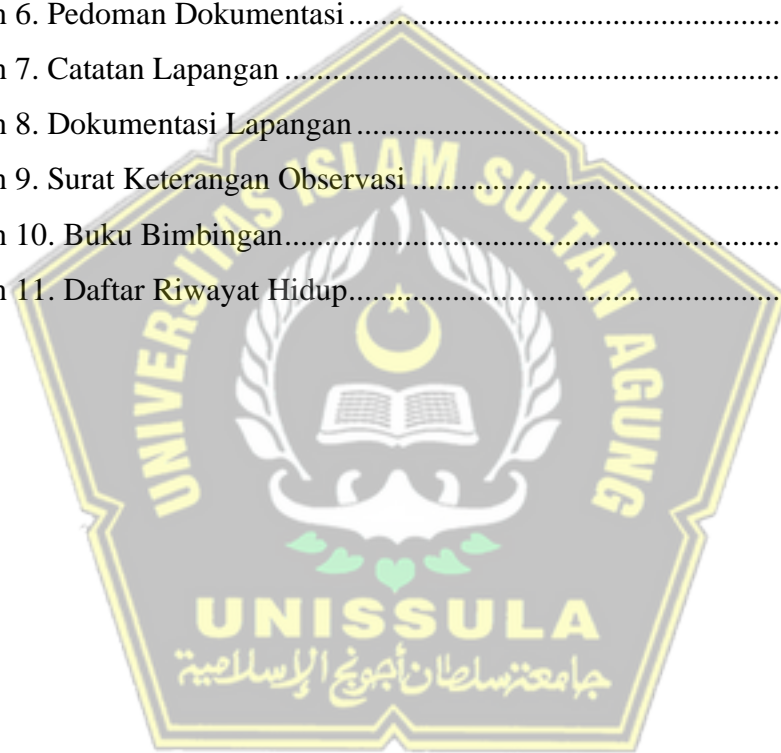 n 6. Pedoman Dokumentasi
n 7. Catatan Lapangan
n 8. Dokumentasi Lapangan
n 9. Surat Keterangan Observasi
n 10. Buku Bimbingan
n 11. Daftar Riwayat Hidup
UNIVERSITAS ISLAM SULTAN AGUNG
UNISSULA
جامعة سلطان أجونج الإسلامية